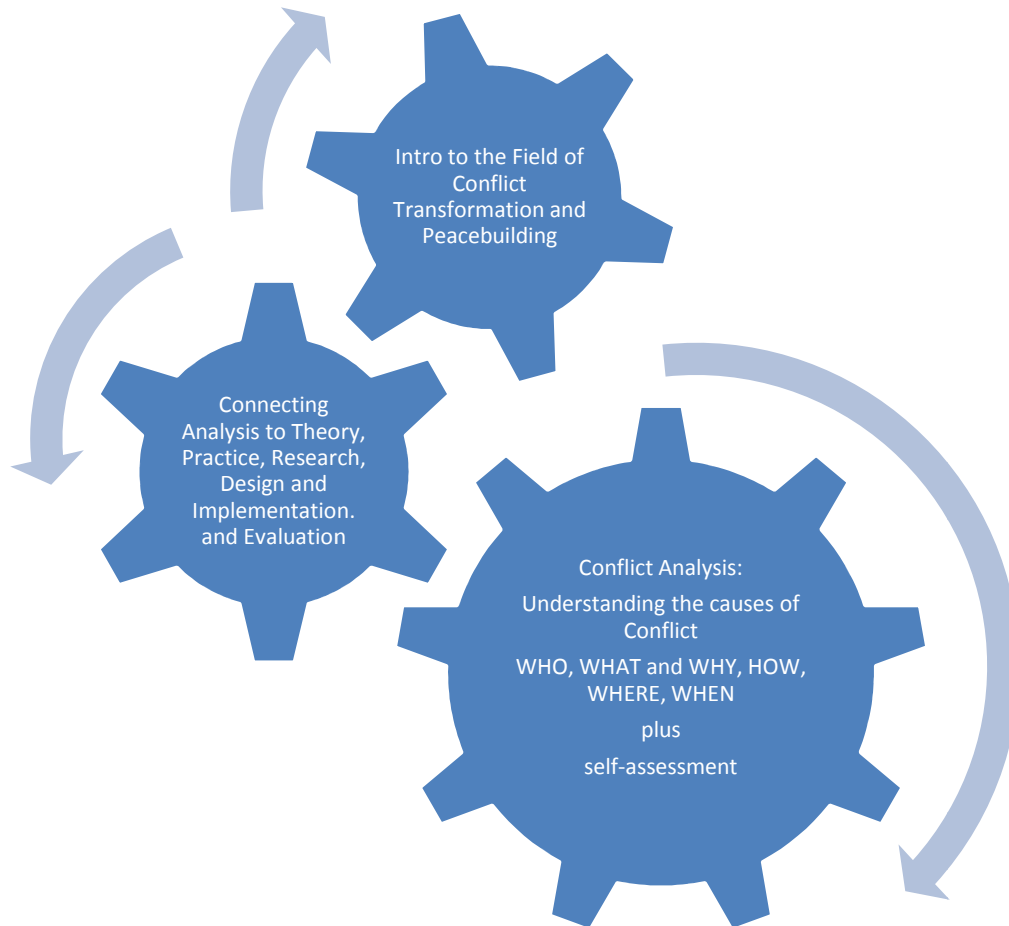 Intro to the Field of
Conflict
Transformation and
Peacebuilding
Connecting
Analysis to Theory,
Practice, Research,
Design and
Implementation.
and Evaluation
Conflict Analysis:
Understanding the causes of
Conflict
WHO, WHAT and WHY, HOW,
WHERE, WHEN
plus
self-assessment